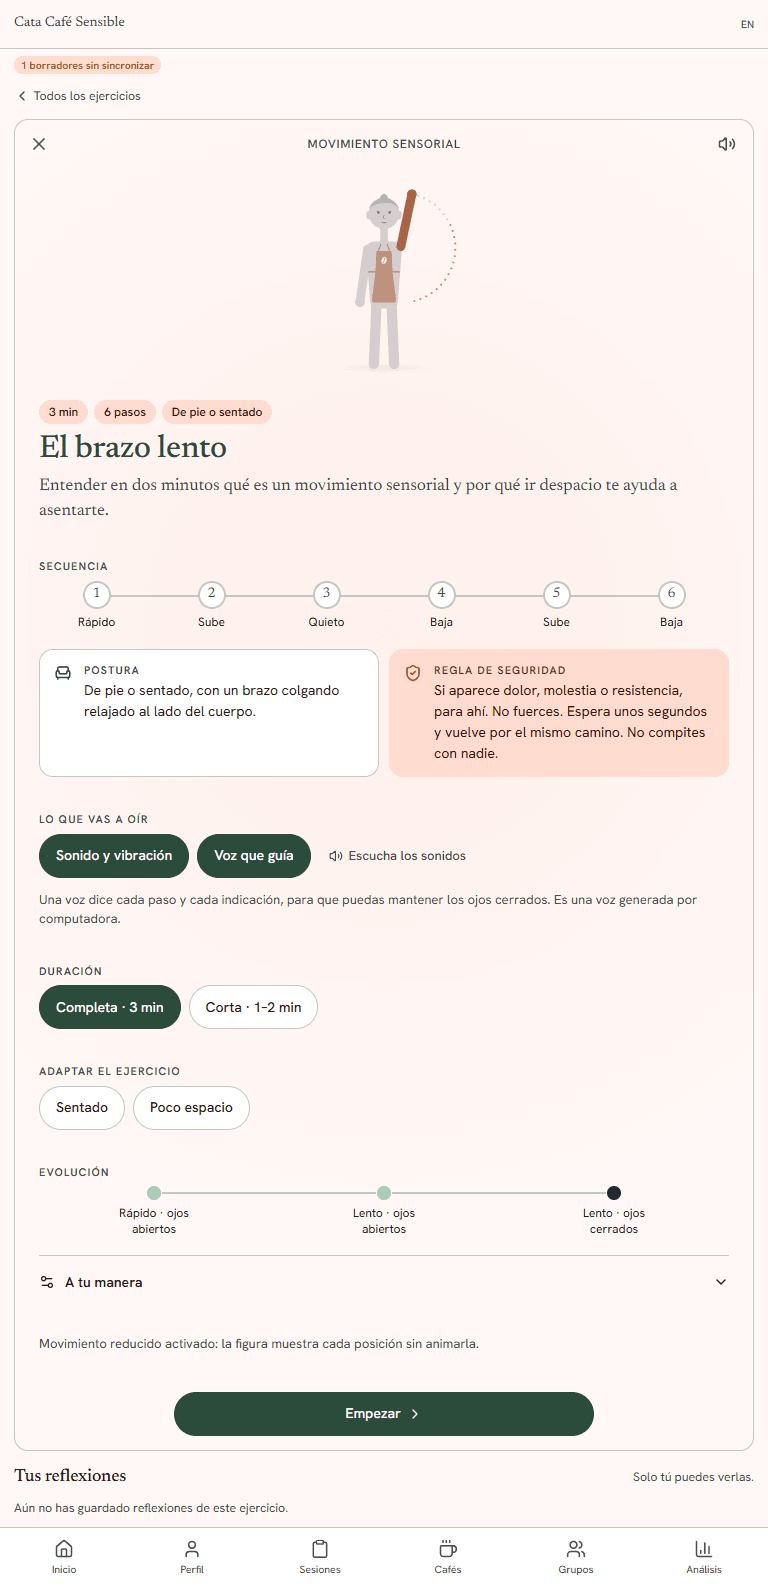 Cata Café Sensible
EN
1 borradores sin sincronizar
Todos los ejercicios
MOVIMIENTO SENSORIAL
3 min
6 pasos
De pie o sentado
El brazo lento
Entender en dos minutos qué es un movimiento sensorial y por qué ir despacio te ayuda a
asentarte.
SECUENCIA
1
2
3
4
5
6
Rápido
Sube
Quieto
Baja
Sube
Baja
POSTURA
De pie o sentado, con un brazo colgando
relajado al lado del cuerpo.
REGLA DE SEGURIDAD
Si aparece dolor, molestia o resistencia,
para ahí. No fuerces. Espera unos segundos
y vuelve por el mismo camino. No compites
con nadie.
LO QUE VAS A OÍR
Sonido y vibración
Voz que guía
Escucha los sonidos
Una voz dice cada paso y cada indicación, para que puedas mantener los ojos cerrados. Es una voz generada por
computadora.
DURACIÓN
Completa · 3 min
Corta · 1–2 min
ADAPTAR EL EJERCICIO
Sentado
Poco espacio
EVOLUCIÓN
Rápido · ojos
abiertos
Lento · ojos
abiertos
Lento · ojos
cerrados
A tu manera
Movimiento reducido activado: la figura muestra cada posición sin animarla.
Empezar
Tus reflexiones
Solo tú puedes verlas.
Aún no has guardado reflexiones de este ejercicio.
Inicio
Perfil
Sesiones
Cafés
Grupos
Análisis